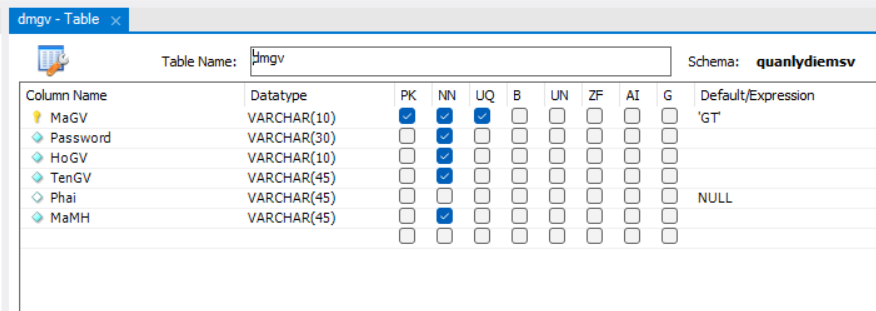 dmgv - Table ×
Table Name: dmgv Schema: quanlydiemsv
Column Name Datatype PK NN UQ B UN ZF AI G Default/Expression
MaGV VARCHAR(10) 'GT'
Password VARCHAR(30)
HoGV VARCHAR(10)
TenGV VARCHAR(45)
Phai VARCHAR(45) NULL
MaMH VARCHAR(45)